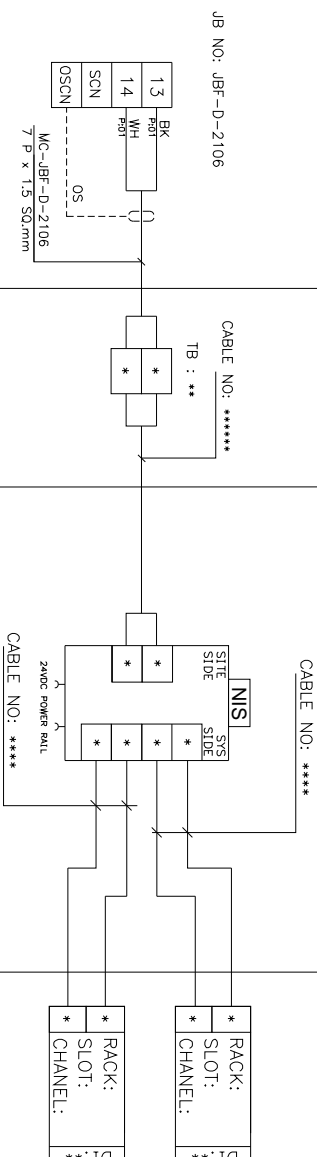 JB NO: JBF-D-2106
13
14
SCN
OSCN
BK
P:01
WH
P:01
OS
MC-JBF-D-2106
7 P x 1.5 SQ.mm
CABLE NO: ******
TB : **
*
*
CABLE NO: ****
NIS
SITE
SIDE
SYS
SIDE
*
*
*
*
*
*
24VDC POWER RAIL
CABLE NO: ****
RACK:
SLOT:
CHANEL:
*
*
RACK:
SLOT:
CHANEL:
*
*